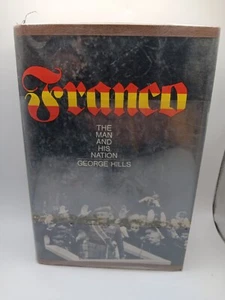 Franco
THE
MAN
AND
HIS
NATION
GEORGE HILLS